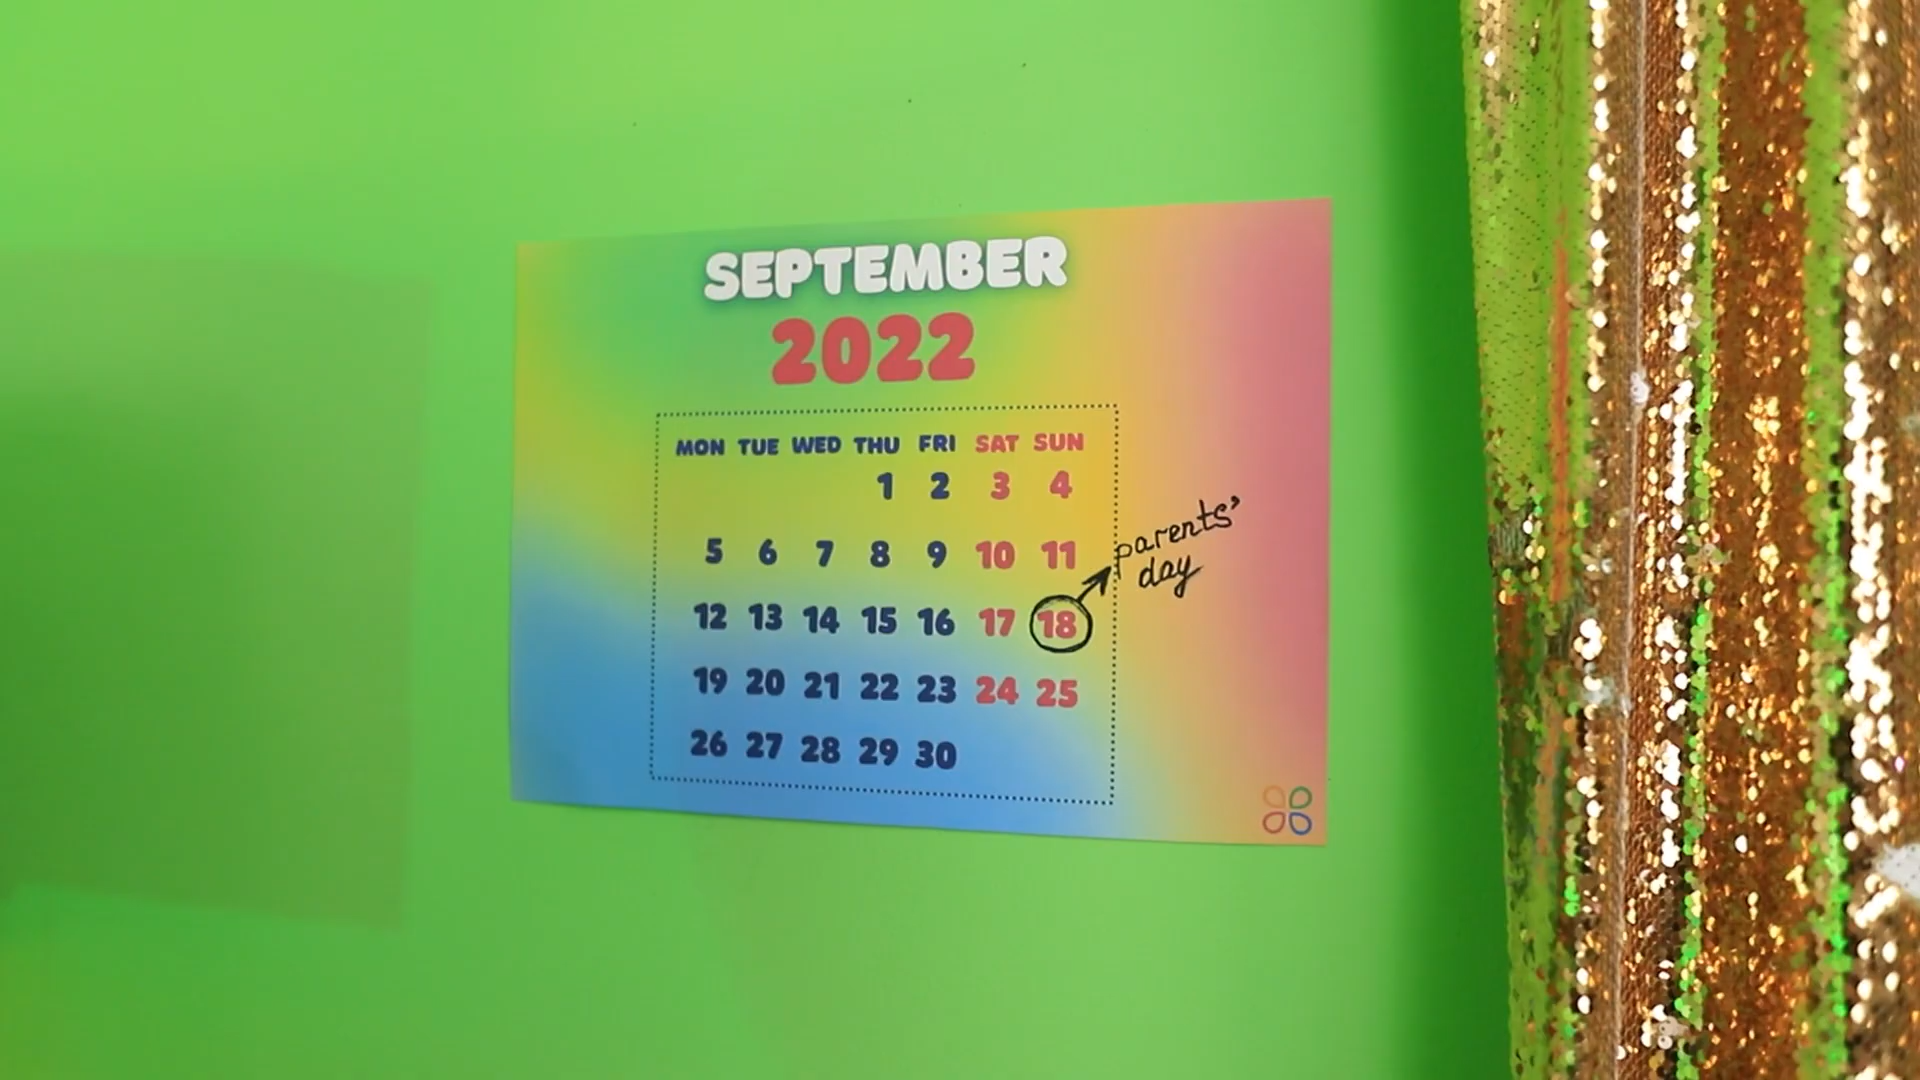 SEPTEMBER
2022
MON TUE WED THU FRI SAT SUN
1 2 3 4
5 6 7 8 9 10 11
12 13 14 15 16 17 18
19 20 21 22 23 24 25
26 27 28 29 30
parents'
day